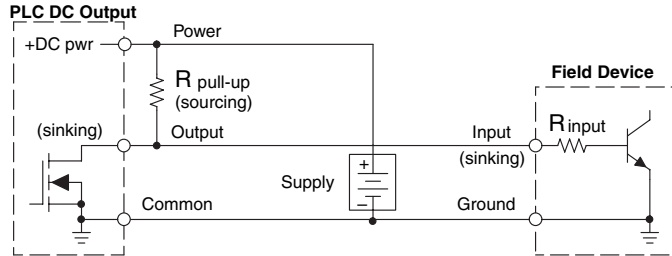 PLC DC Output
+DC pwr
Power
R pull-up
(sourcing)
Field Device
(sinking)
Output
Input
(sinking)
R input
+
Supply
–
Common
Ground